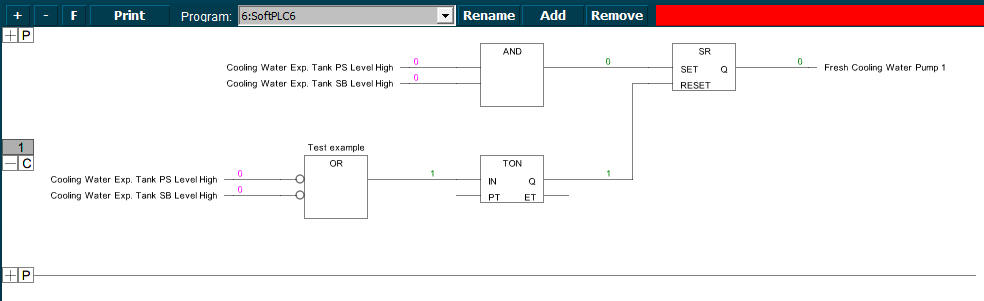 + - F Print Program: 6:SoftPLC6 Rename Add Remove
+ P
AND SR
Cooling Water Exp. Tank PS Level High 0 0 SET Q 0 Fresh Cooling Water Pump 1
Cooling Water Exp. Tank SB Level High 0 RESET
1 Test example
- C OR TON
Cooling Water Exp. Tank PS Level High 0 1 IN Q 1
Cooling Water Exp. Tank SB Level High 0 PT ET
+ P